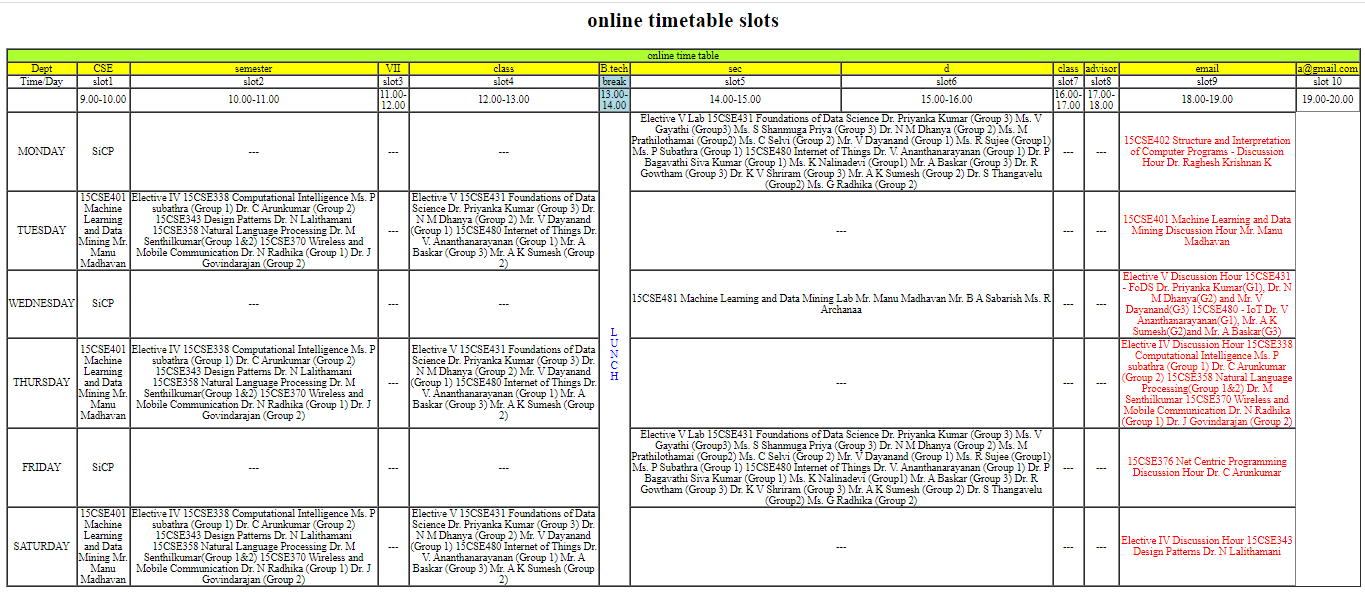 online timetable slots
online time table
Dept CSE semester VII class B.tech sec d class advisor email a@gmail.com
Time/Day slot1 slot2 slot3 slot4 break slot5 slot6 slot7 slot8 slot9 slot 10
9.00-10.00 10.00-11.00 11.00-
12.00 12.00-13.00 13.00-
14.00 14.00-15.00 15.00-16.00 16.00-
17.00 17.00-
18.00 18.00-19.00 19.00-20.00
MONDAY
SiCP
---
---
---
L
U
N
C
H
Elective V Lab 15CSE431 Foundations of Data Science Dr. Priyanka Kumar (Group 3) Ms. V
Gayathi (Group3) Ms. S Shanmuga Priya (Group 3) Dr. N M Dhanya (Group 2) Ms. M
Prathilothamai (Group2) Ms. C Selvi (Group 2) Mr. V Dayanand (Group 1) Ms. R Sujee (Group1)
Ms. P Subathra (Group 1) 15CSE480 Internet of Things Dr. V. Ananthanarayanan (Group 1) Dr. P
Bagavathi Siva Kumar (Group 1) Ms. K Nalinadevi (Group1) Mr. A Baskar (Group 3) Dr. R
Gowtham (Group 3) Dr. K V Shriram (Group 3) Mr. A K Sumesh (Group 2) Dr. S Thangavelu
(Group2) Ms. G Radhika (Group 2)
---
---
15CSE402 Structure and Interpretation
of Computer Programs - Discussion
Hour Dr. Raghesh Krishnan K
TUESDAY
15CSE401
Machine
Learning
and Data
Mining Mr.
Manu
Madhavan
Elective IV 15CSE338 Computational Intelligence Ms. P
subathra (Group 1) Dr. C Arunkumar (Group 2)
15CSE343 Design Patterns Dr. N Lalithamani
15CSE358 Natural Language Processing Dr. M
Senthilkumar(Group 1&2) 15CSE370 Wireless and
Mobile Communication Dr. N Radhika (Group 1) Dr. J
Govindarajan (Group 2)
---
Elective V 15CSE431 Foundations of Data
Science Dr. Priyanka Kumar (Group 3) Dr.
N M Dhanya (Group 2) Mr. V Dayanand
(Group 1) 15CSE480 Internet of Things Dr.
V. Ananthanarayanan (Group 1) Mr. A
Baskar (Group 3) Mr. A K Sumesh (Group
2)
---
---
---
15CSE401 Machine Learning and Data
Mining Discussion Hour Mr. Manu
Madhavan
WEDNESDAY
SiCP
---
---
---
15CSE481 Machine Learning and Data Mining Lab Mr. Manu Madhavan Mr. B A Sabarish Ms. R
Archanaa
---
---
Elective V Discussion Hour 15CSE431
- FoDS Dr. Priyanka Kumar(G1), Dr. N
M Dhanya(G2) and Mr. V
Dayanand(G3) 15CSE480 - IoT Dr. V
Ananthanarayanan(G1), Mr. A K
Sumesh(G2)and Mr. A Baskar(G3)
THURSDAY
15CSE401
Machine
Learning
and Data
Mining Mr.
Manu
Madhavan
Elective IV 15CSE338 Computational Intelligence Ms. P
subathra (Group 1) Dr. C Arunkumar (Group 2)
15CSE343 Design Patterns Dr. N Lalithamani
15CSE358 Natural Language Processing Dr. M
Senthilkumar(Group 1&2) 15CSE370 Wireless and
Mobile Communication Dr. N Radhika (Group 1) Dr. J
Govindarajan (Group 2)
---
Elective V 15CSE431 Foundations of Data
Science Dr. Priyanka Kumar (Group 3) Dr.
N M Dhanya (Group 2) Mr. V Dayanand
(Group 1) 15CSE480 Internet of Things Dr.
V. Ananthanarayanan (Group 1) Mr. A
Baskar (Group 3) Mr. A K Sumesh (Group
2)
---
---
---
Elective IV Discussion Hour 15CSE338
Computational Intelligence Ms. P
subathra (Group 1) Dr. C Arunkumar
(Group 2) 15CSE358 Natural Language
Processing(Group 1&2) Dr. M
Senthilkumar 15CSE370 Wireless and
Mobile Communication Dr. N Radhika
(Group 1) Dr. J Govindarajan (Group 2)
FRIDAY
SiCP
---
---
---
Elective V Lab 15CSE431 Foundations of Data Science Dr. Priyanka Kumar (Group 3) Ms. V
Gayathi (Group3) Ms. S Shanmuga Priya (Group 3) Dr. N M Dhanya (Group 2) Ms. M
Prathilothamai (Group2) Ms. C Selvi (Group 2) Mr. V Dayanand (Group 1) Ms. R Sujee (Group1)
Ms. P Subathra (Group 1) 15CSE480 Internet of Things Dr. V. Ananthanarayanan (Group 1) Dr. P
Bagavathi Siva Kumar (Group 1) Ms. K Nalinadevi (Group1) Mr. A Baskar (Group 3) Dr. R
Gowtham (Group 3) Dr. K V Shriram (Group 3) Mr. A K Sumesh (Group 2) Dr. S Thangavelu
(Group2) Ms. G Radhika (Group 2)
---
---
15CSE376 Net Centric Programming
Discussion Hour Dr. C Arunkumar
SATURDAY
15CSE401
Machine
Learning
and Data
Mining Mr.
Manu
Madhavan
Elective IV 15CSE338 Computational Intelligence Ms. P
subathra (Group 1) Dr. C Arunkumar (Group 2)
15CSE343 Design Patterns Dr. N Lalithamani
15CSE358 Natural Language Processing Dr. M
Senthilkumar(Group 1&2) 15CSE370 Wireless and
Mobile Communication Dr. N Radhika (Group 1) Dr. J
Govindarajan (Group 2)
---
Elective V 15CSE431 Foundations of Data
Science Dr. Priyanka Kumar (Group 3) Dr.
N M Dhanya (Group 2) Mr. V Dayanand
(Group 1) 15CSE480 Internet of Things Dr.
V. Ananthanarayanan (Group 1) Mr. A
Baskar (Group 3) Mr. A K Sumesh (Group
2)
---
---
---
Elective IV Discussion Hour 15CSE343
Design Patterns Dr. N Lalithamani